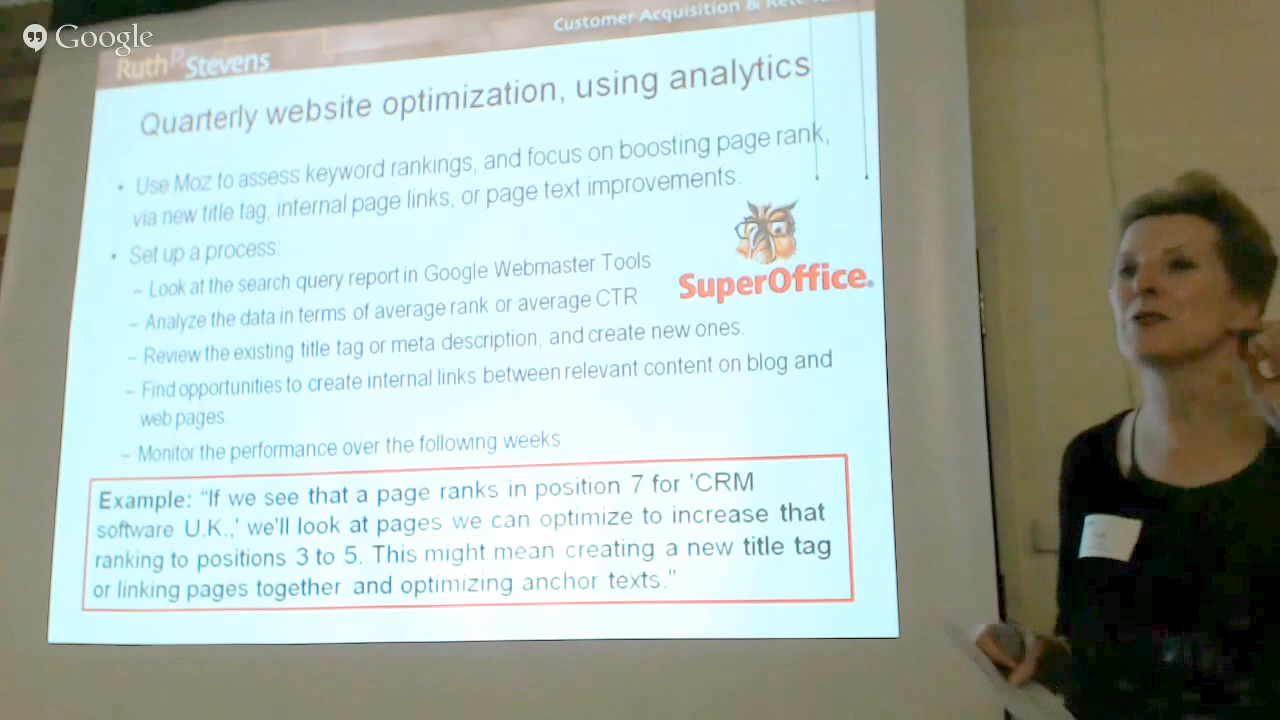 Google
Customer Acquisition &
Ruth P. Stevens
Quarterly website optimization, using analytics
• Use Moz to assess keyword rankings, and focus on boosting page rank,
via new title tag, internal page links, or page text improvements.
• Set up a process:
– Look at the search query report in Google Webmaster Tools
– Analyze the data in terms of average rank or average CTR
– Review the existing title tag or meta description, and create new ones.
– Find opportunities to create internal links between relevant content on blog and
web pages
– Monitor the performance over the following weeks
SuperOffice®
Example: “If we see that a page ranks in position 7 for 'CRM
software U.K.,' we'll look at pages we can optimize to increase that
ranking to positions 3 to 5. This might mean creating a new title tag
or linking pages together and optimizing anchor texts.”